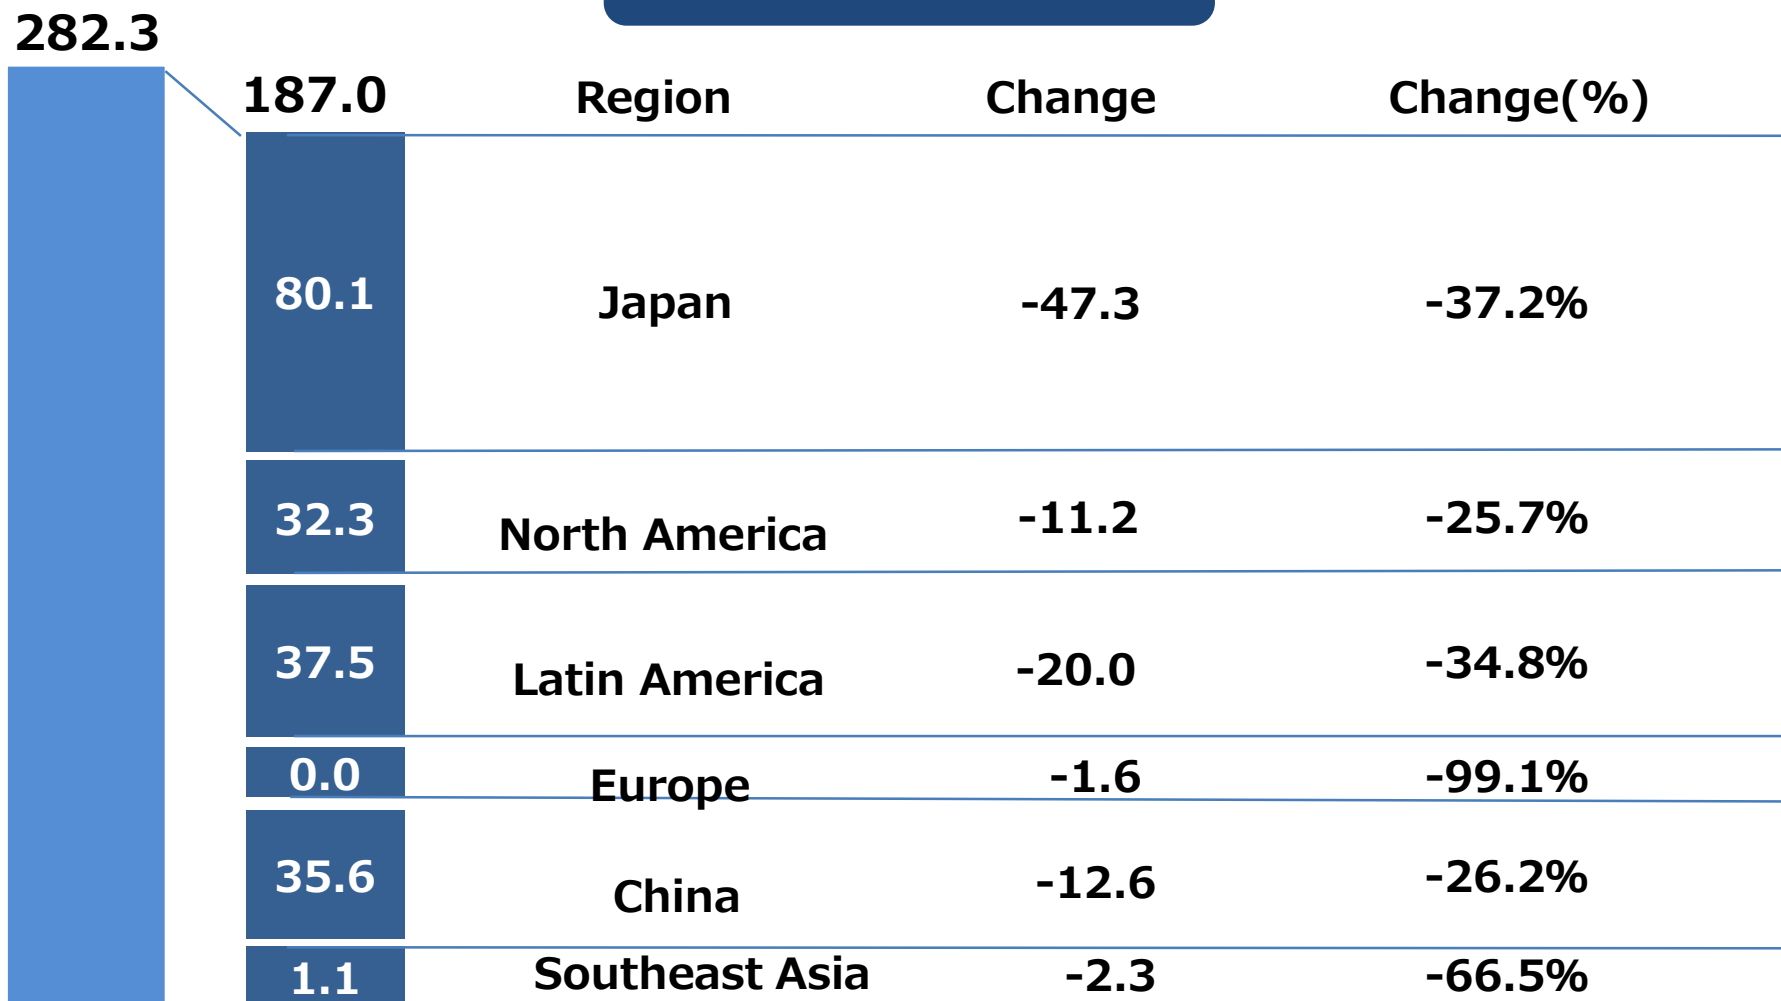 282.3
187.0 Region Change Change(%)
80.1 Japan -47.3 -37.2%
32.3 North America -11.2 -25.7%
37.5 Latin America -20.0 -34.8%
0.0 Europe -1.6 -99.1%
35.6 China -12.6 -26.2%
1.1 Southeast Asia -2.3 -66.5%